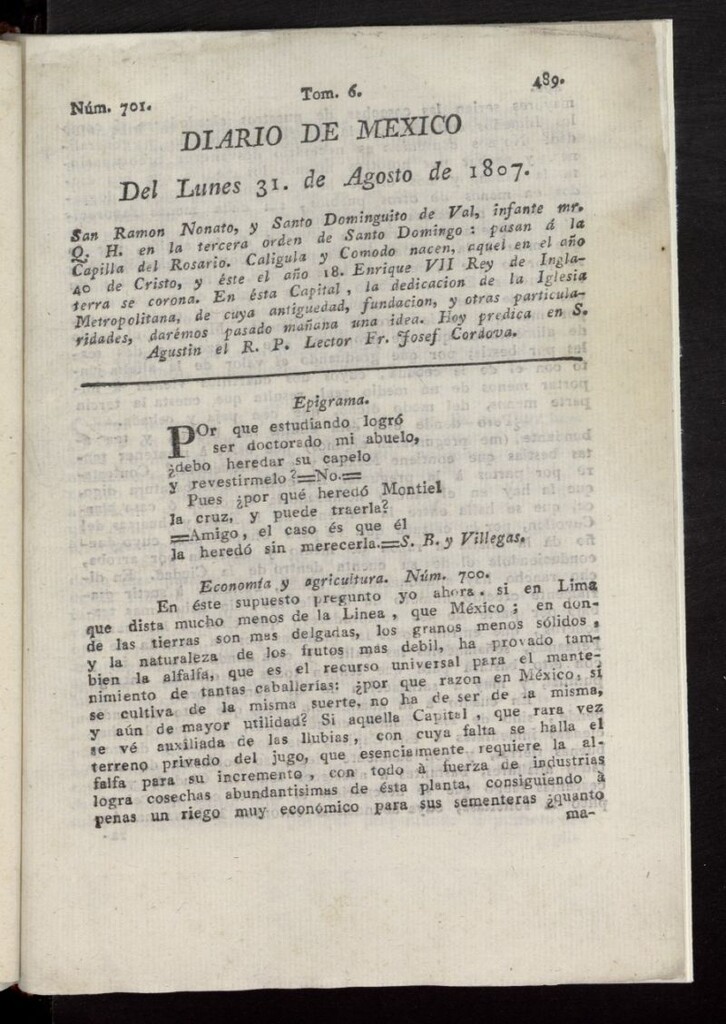 Núm. 701. Tom. 6. 489.
DIARIO DE MEXICO
Del Lunes 31. de Agosto de 1807.
San Ramon Nonato, y Santo Dominguito de Val, infante mr.
Q. H. en la tercera orden de Santo Domingo: pasan á la
Capilla del Rosario. Caligula y Comodo nacen, aquel en el año
40 de Cristo, y éste el año 18. Enrique VII Rey de Ingla-
terra se corona. En ésta Capital, la dedicacion de la Iglesia
Metropolitana, de cuya antiguedad, fundacion, y otras particula-
ridades, darémos pasado mañana una idea. Hoy predica en S.
Agustin el R. P. Lector Fr. Josef Cordova.
Epigrama.
POr que estudiando logró
ser doctorado mi abuelo,
¿debo heredar su capelo
y revestirmelo?=No.=
Pues ¿por qué heredó Montiel
la cruz, y puede traerla?
=Amigo, el caso és que él
la heredó sin merecerla.=S. B. y Villegas.
Economía y agricultura. Núm. 700.
En éste supuesto pregunto yo ahora. si en Lima
que dista mucho menos de la Linea, que México; en don-
de las tierras son mas delgadas, los granos menos sólidos,
y la naturaleza de los frutos mas debil, ha provado tam-
bien la alfalfa, que es el recurso universal para el mante-
nimiento de tantas caballerías: ¿por que razon en México, si
se cultiva de la misma suerte, no ha de ser de la misma,
y aún de mayor utilidad? Si aquella Capital, que rara vez
se vé auxiliada de las llubias, con cuya falta se halla el
terreno privado del jugo, que esencialmente requiere la al-
falfa para su incremento, con todo à fuerza de industrias
logra cosechas abundantisimas de ésta planta, consiguiendo à
penas un riego muy económico para sus sementeras ¿quanto
ma-